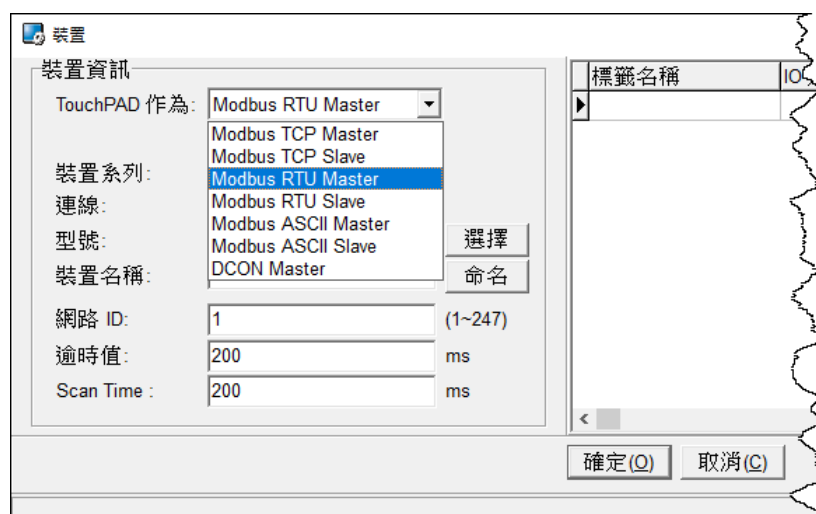 裝置
裝置資訊
TouchPAD 作為: Modbus RTU Master
Modbus TCP Master
Modbus TCP Slave
Modbus RTU Master
Modbus RTU Slave
Modbus ASCII Master
Modbus ASCII Slave
DCON Master
裝置系列:
連線:
型號: 選擇
裝置名稱: 命名
網路 ID: 1 (1~247)
逾時值: 200 ms
Scan Time : 200 ms
標籤名稱 IO
確定(O) 取消(C)